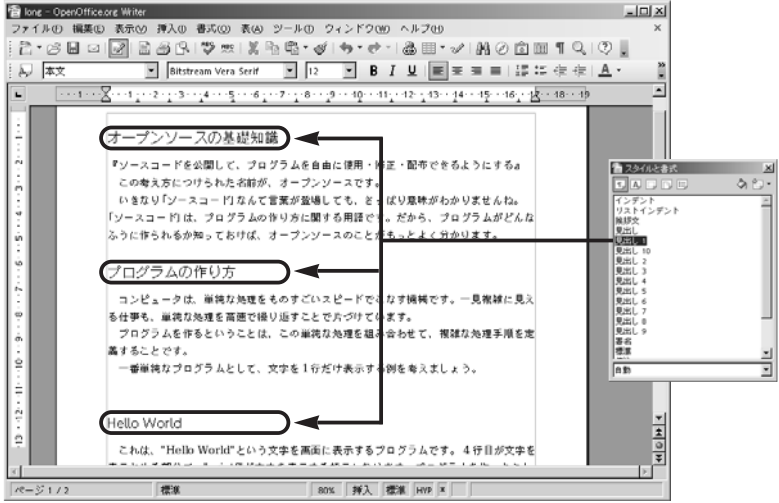 long - OpenOffice.org Writer
ファイル(F) 編集(E) 表示(V) 挿入(I) 書式(O) 表(A) ツール(T) ウィンドウ(W) ヘルプ(H)
本文 Bitstream Vera Serif 12 B I U A
オープンソースの基礎知識
『ソースコードを公開して、プログラムを自由に使用・修正・配布できるようにする』
この考え方につけられた名前が、オープンソースです。
いきなり「ソースコード」なんて言葉が登場しても、さっぱり意味がわかりませんね。
「ソースコード」は、プログラムの作り方に関する用語です。だから、プログラムがどんな
ふうに作られるか知っておけば、オープンソースのことがもっとよく分かります。
プログラムの作り方
コンピュータは、単純な処理をものすごいスピードでこなす機械です。一見複雑に見え
る仕事も、単純な処理を高速で繰り返すことで片づけています。
プログラムを作るということは、この単純な処理を組み合わせて、複雑な処理手順を定
義することです。
一番単純なプログラムとして、文字を1行だけ表示する例を考えましょう。
Hello World
これは、"Hello World"という文字を画面に表示するプログラムです。4行目が文字を
ページ 1 / 2 標準 80% 挿入 標準 HYP *
スタイルと書式
インデント
リストインデント
挨拶文
見出し
見出し 1
見出し 10
見出し 2
見出し 3
見出し 4
見出し 5
見出し 6
見出し 7
見出し 8
見出し 9
署名
標準
自動